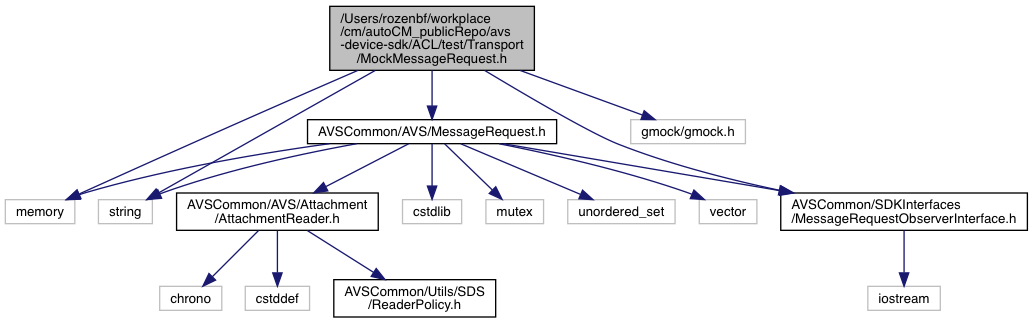 /Users/rozenbf/workplace
/cm/autoCM_publicRepo/avs
-device-sdk/ACL/test/Transport
/MockMessageRequest.h
AVSCommon/AVS/MessageRequest.h
gmock/gmock.h
memory
string
AVSCommon/AVS/Attachment
/AttachmentReader.h
cstdlib
mutex
unordered_set
vector
AVSCommon/SDKInterfaces
/MessageRequestObserverInterface.h
chrono
cstddef
AVSCommon/Utils/SDS
/ReaderPolicy.h
iostream